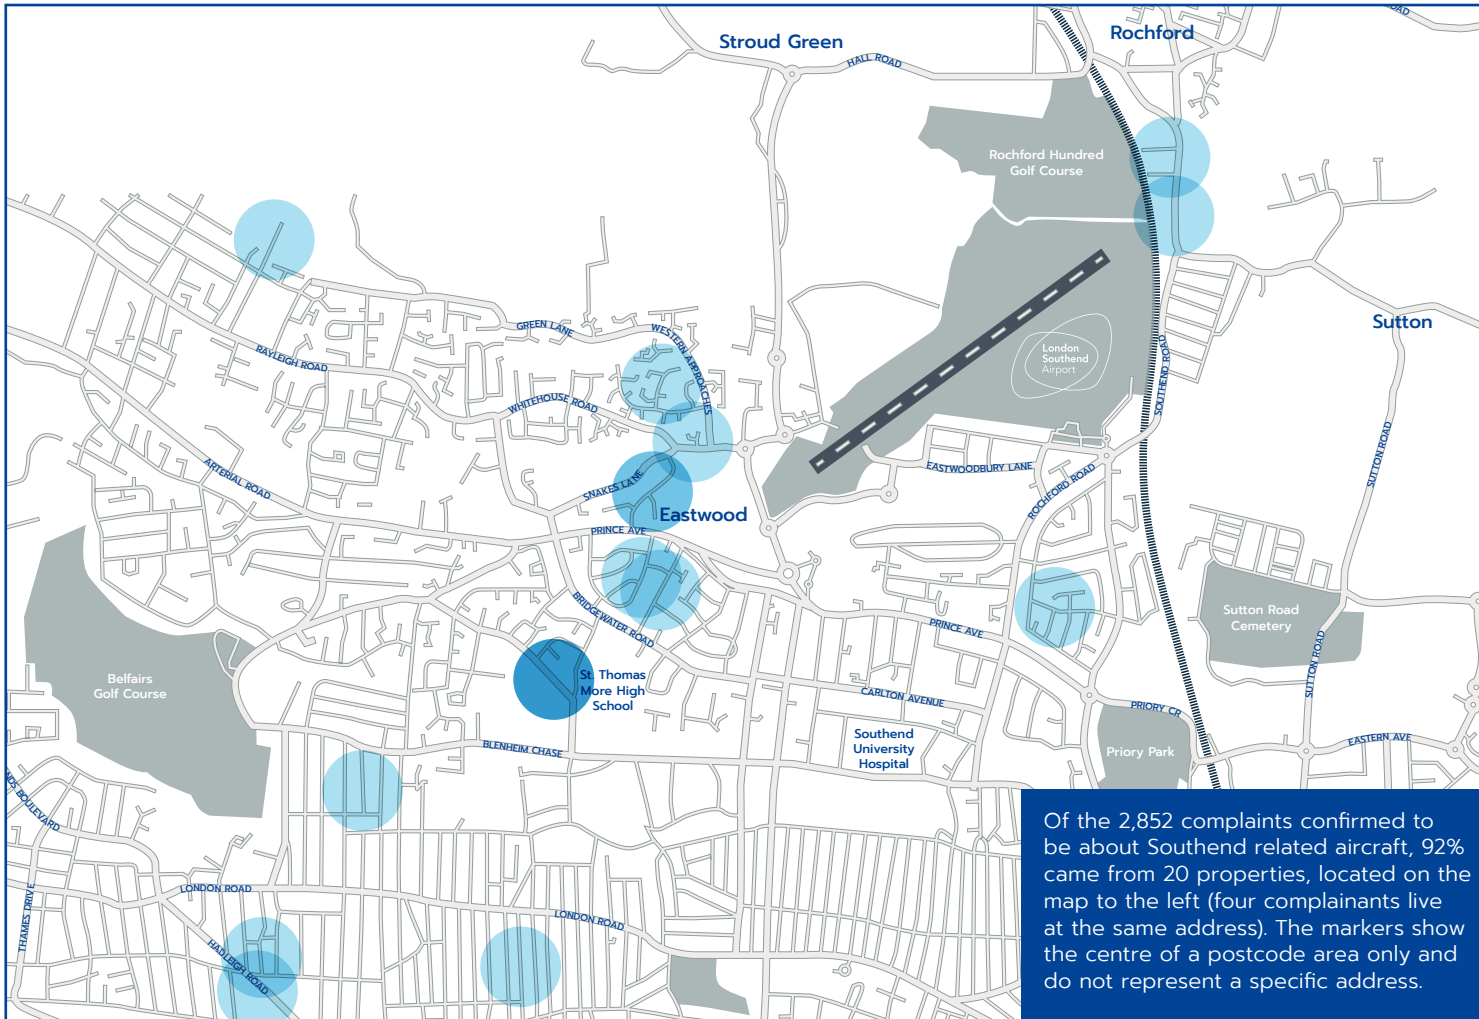 Stroud Green
Rochford
ROAD
HALL ROAD
Rochford Hundred
Golf Course
Sutton
London
Southend
Airport
GREEN LANE
WESTERN APPROACHES
RAYLEIGH ROAD
WHITEHOUSE ROAD
SOUTHEND ROAD
ARTERIAL ROAD
SNAKES LANE
EASTWOODBURY LANE
ROCHFORD ROAD
SUTTON ROAD
Eastwood
PRINCE AVE
BRIDGEWATER ROAD
PRINCE AVE
Sutton Road
Cemetery
SUTTON ROAD
Belfairs
Golf Course
St. Thomas
More High
School
CARLTON AVENUE
PRIORY CR
Southend
University
Hospital
BLENHEIM CHASE
Priory Park
EASTERN AVE
NDS BOULEVARD
LONDON ROAD
LONDON ROAD
THAMES DRIVE
HADLEIGH ROAD
Of the 2,852 complaints confirmed to
be about Southend related aircraft, 92%
came from 20 properties, located on the
map to the left (four complainants live
at the same address). The markers show
the centre of a postcode area only and
do not represent a specific address.